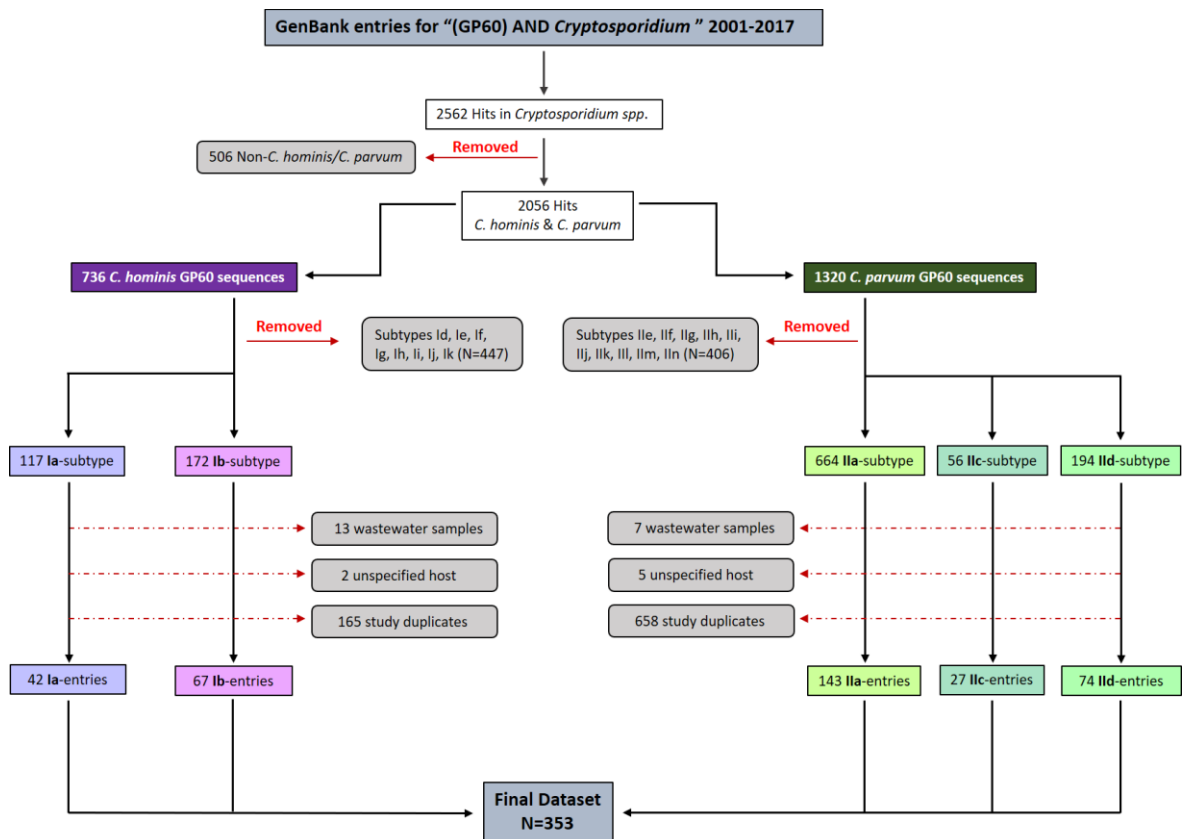 GenBank entries for “(GP60) AND Cryptosporidium ” 2001-2017
2562 Hits in Cryptosporidium spp.
Removed
506 Non-C. hominis/C. parvum
2056 Hits
C. hominis & C. parvum
736 C. hominis GP60 sequences
1320 C. parvum GP60 sequences
Removed
Subtypes Id, Ie, If,
Ig, Ih, Ii, Ij, Ik (N=447)
Subtypes IIe, IIf, IIg, IIh, IIi,
IIj, IIk, IIl, IIm, IIn (N=406)
Removed
117 Ia-subtype
172 Ib-subtype
664 IIa-subtype
56 IIc-subtype
194 IId-subtype
13 wastewater samples
7 wastewater samples
2 unspecified host
5 unspecified host
165 study duplicates
658 study duplicates
42 Ia-entries
67 Ib-entries
143 IIa-entries
27 IIc-entries
74 IId-entries
Final Dataset
N=353